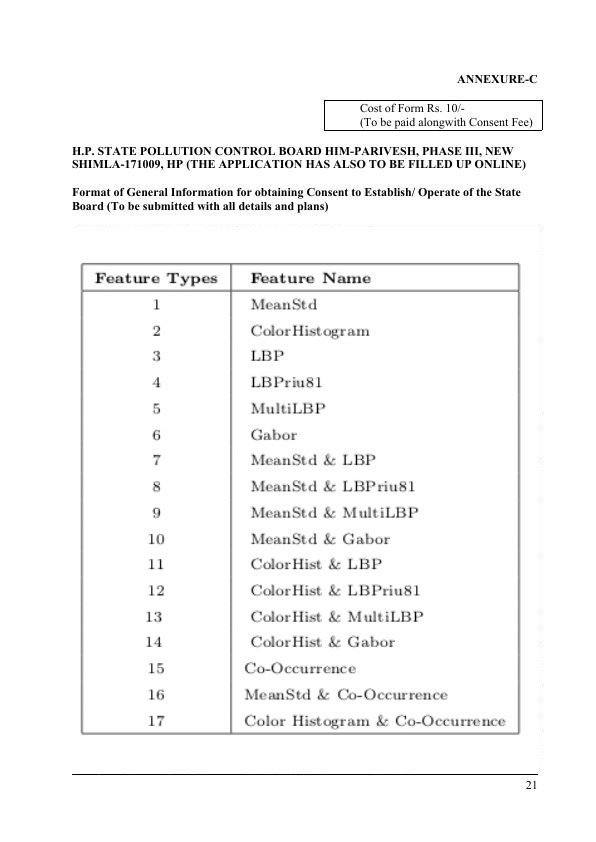 ANNEXURE-C
Cost of Form Rs. 10/-
(To be paid alongwith Consent Fee)
H.P. STATE POLLUTION CONTROL BOARD HIM-PARIVESH, PHASE III, NEW
SHIMLA-171009, HP (THE APPLICATION HAS ALSO TO BE FILLED UP ONLINE)
Format of General Information for obtaining Consent to Establish/ Operate of the State
Board (To be submitted with all details and plans)
Feature Types Feature Name
1 MeanStd
2 ColorHistogram
3 LBP
4 LBPriu81
5 MultiLBP
6 Gabor
7 MeanStd & LBP
8 MeanStd & LBPriu81
9 MeanStd & MultiLBP
10 MeanStd & Gabor
11 ColorHist & LBP
12 ColorHist & LBPriu81
13 ColorHist & MultiLBP
14 ColorHist & Gabor
15 Co-Occurrence
16 MeanStd & Co-Occurrence
17 Color Histogram & Co-Occurrence
21